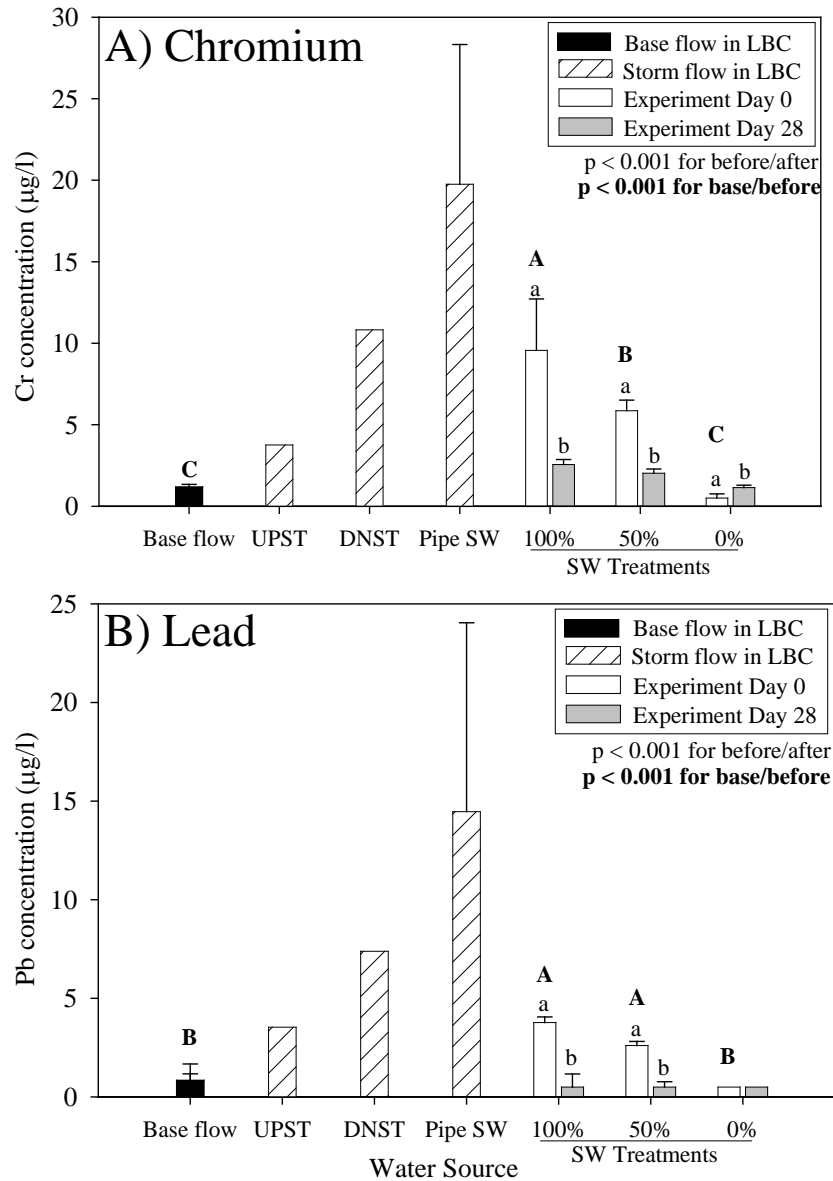 A) Chromium
Base flow in LBC
Storm flow in LBC
Experiment Day 0
Experiment Day 28
p < 0.001 for before/after
p < 0.001 for base/before
Cr concentration (µg/l)
30
25
20
15
10
5
0
C
A
a
b
B
a
b
C
a
b
Base flow
UPST
DNST
Pipe SW
100%
50%
0%
SW Treatments
B) Lead
Base flow in LBC
Storm flow in LBC
Experiment Day 0
Experiment Day 28
p < 0.001 for before/after
p < 0.001 for base/before
Pb concentration (µg/l)
25
20
15
10
5
0
B
A
a
b
A
a
b
B
Base flow
UPST
DNST
Pipe SW
100%
50%
0%
SW Treatments
Water Source